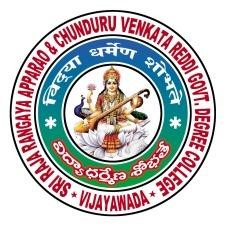 SRI RAJA RANGAYA APPARAO & CHUNDURU VENKATA REDDI GOVT. DEGREE COLLEGE
विद्या धर्मेण शोभते
విద్యాధర్మేణ శోభతే
* VIJAYAWADA *